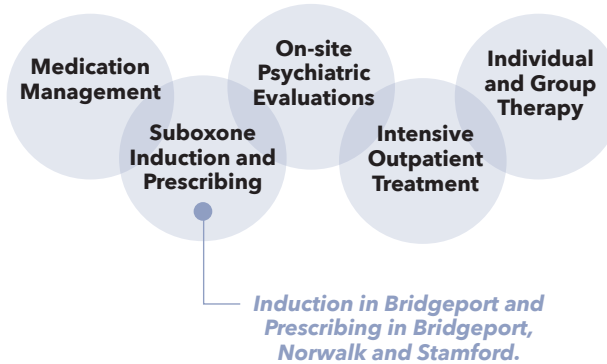 Medication
Management
Suboxone
Induction and
Prescribing
On-site
Psychiatric
Evaluations
Intensive
Outpatient
Treatment
Individual
and Group
Therapy
Induction in Bridgeport and
Prescribing in Bridgeport,
Norwalk and Stamford.